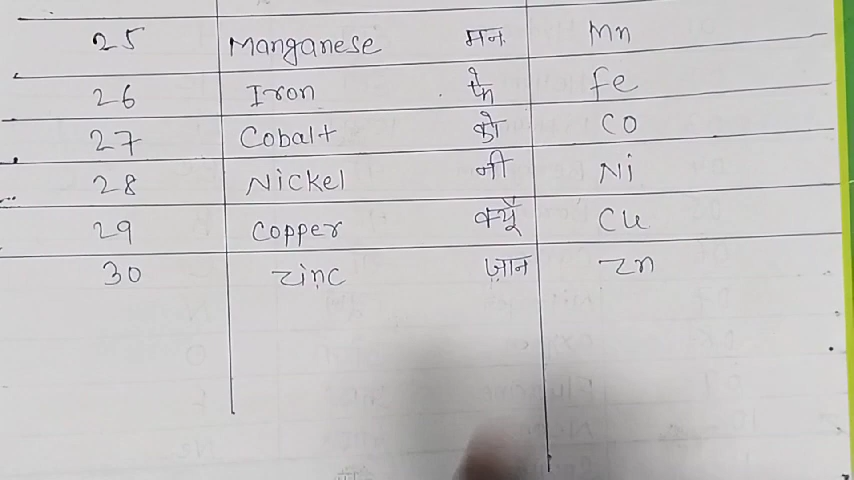 25 Manganese मन Mn
26 Iron फे Fe
27 Cobalt को CO
28 Nickel नी Ni
29 Copper क्यूँ Cu
30 Zinc ज़ान Zn